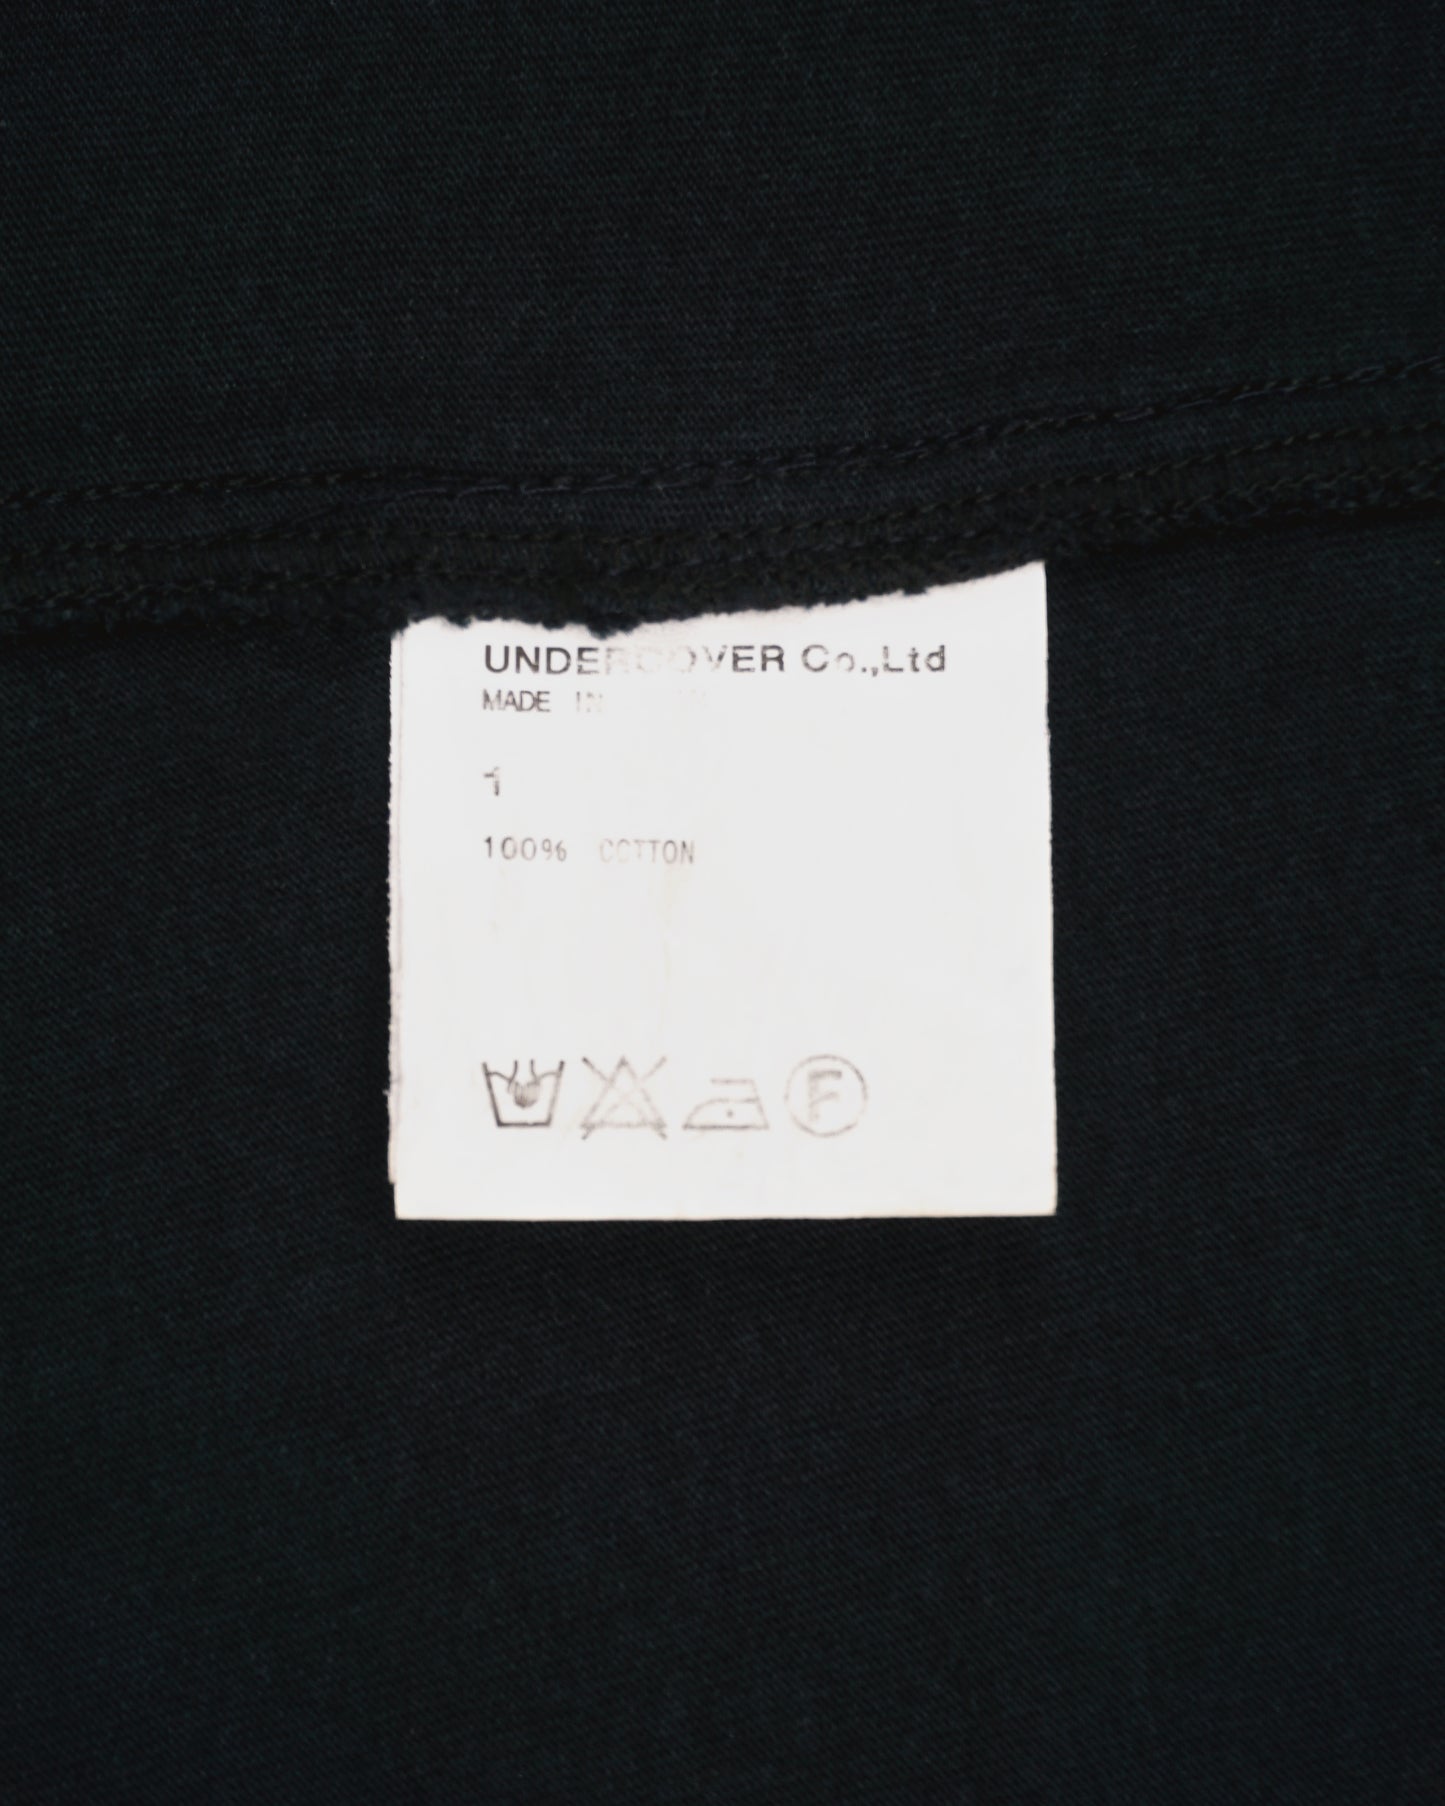 UNDERCOVER Co.,Ltd
MADE IN
1
100% COTTON
F